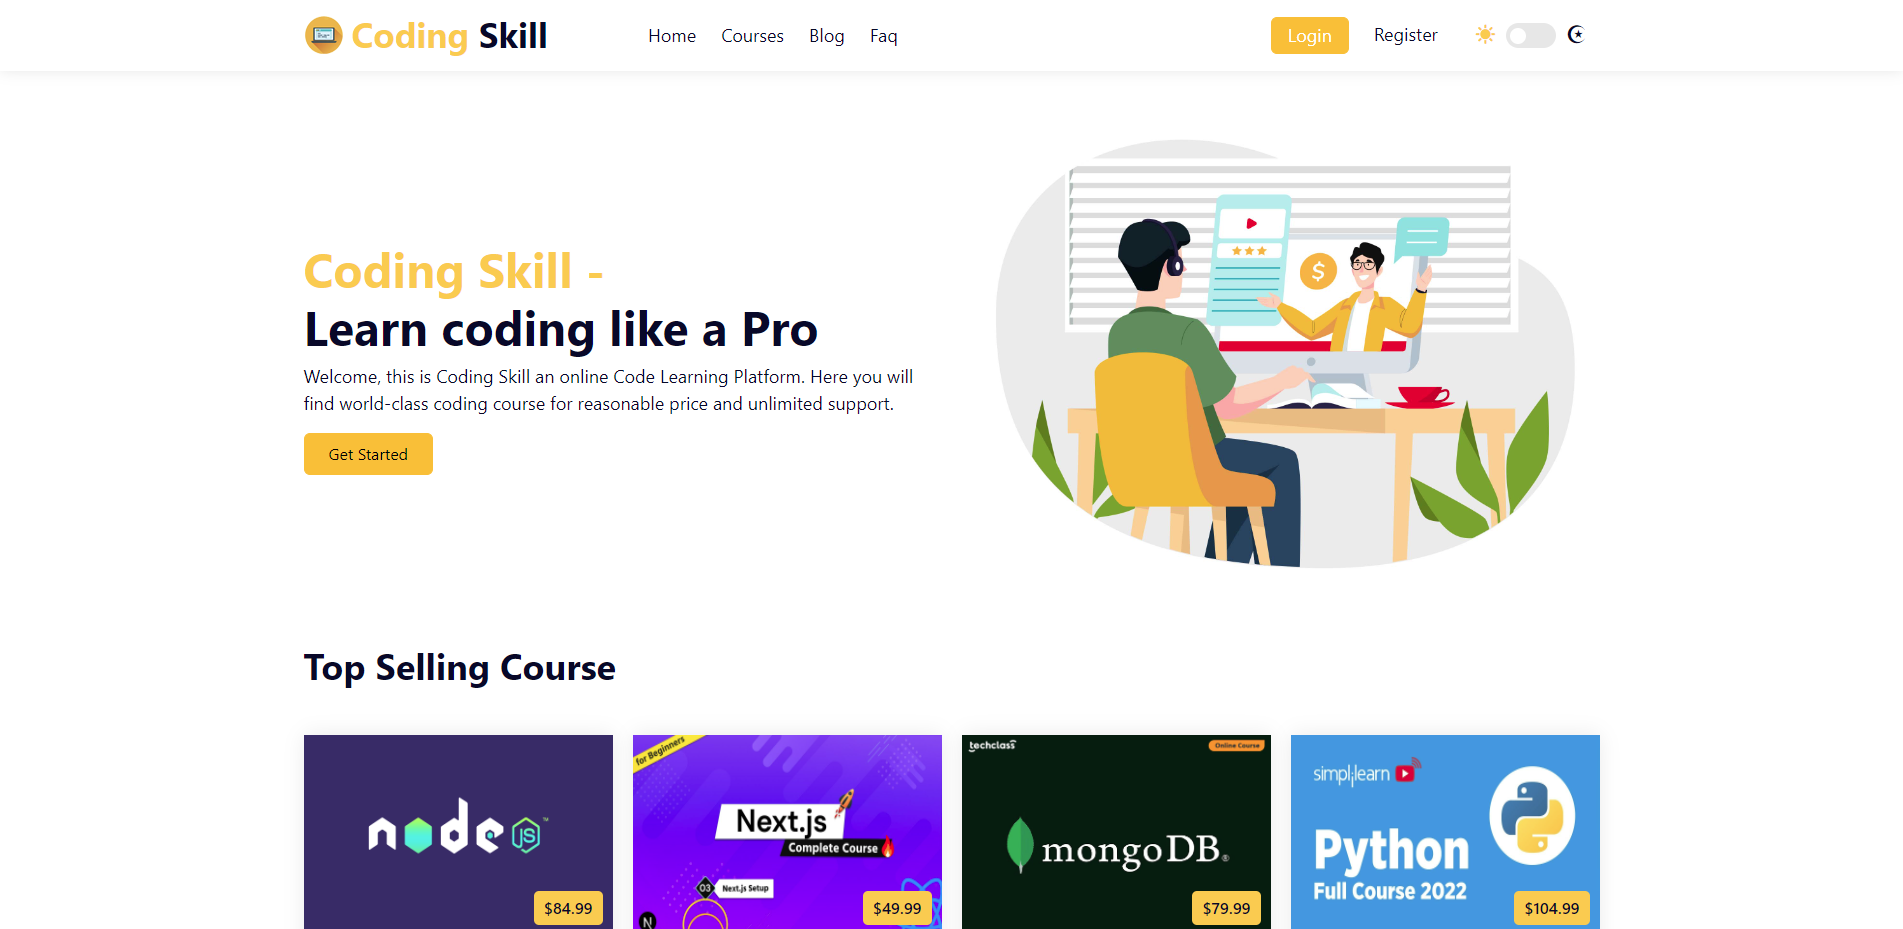 Coding Skill
Home Courses Blog Faq
Login Register
Coding Skill -
Learn coding like a Pro
Welcome, this is Coding Skill an online Code Learning Platform. Here you will
find world-class coding course for reasonable price and unlimited support.
Get Started
$
Top Selling Course
node JS ™
$84.99
for Beginners
Next.js
Complete Course
03 Next.js Setup
N
$49.99
techclass
Online Course
mongoDB®
$79.99
simplilearn
Python
Full Course 2022
$104.99